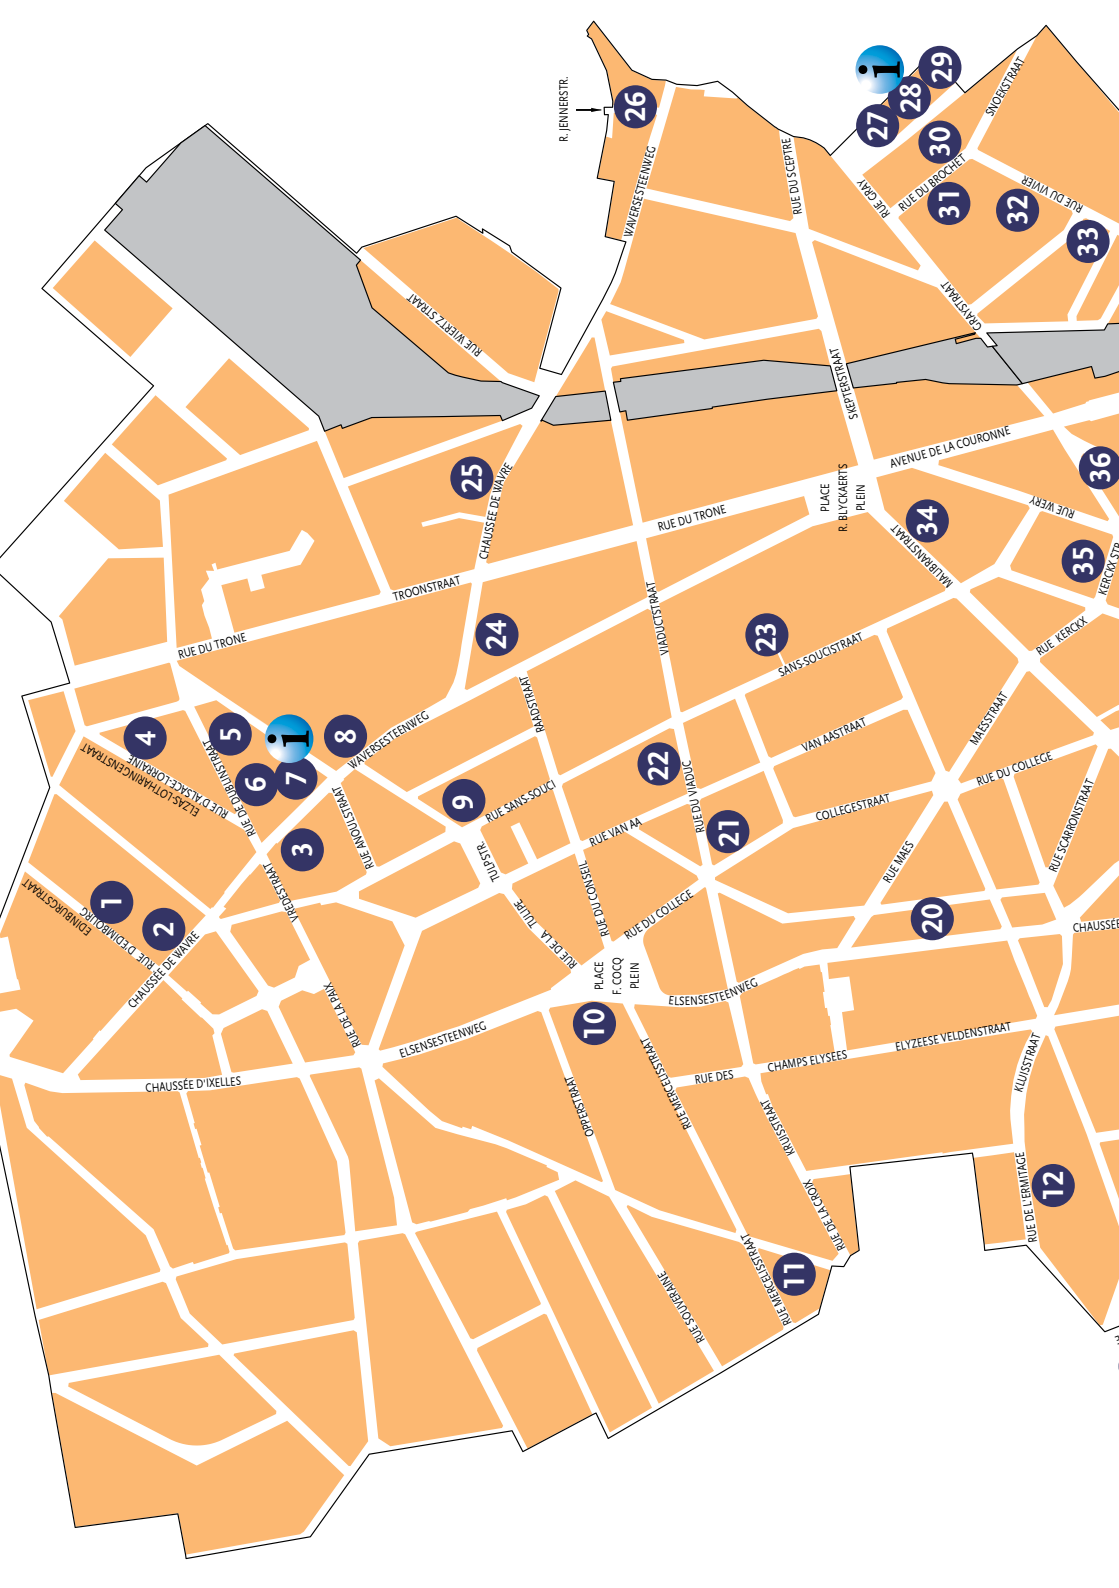 R. JENNERSTR.
26
WAVERSESTEENWEG
RUE DU SCEPTRE
i
27
28
29
30
SNOEKSTRAAT
RUE GRAY
RUE DU BROCHET
31
32
RUE DU VIVIER
33
GRAYSTRAAT
RUE WIERTZ STRAAT
SKEPTERSTRAAT
AVENUE DE LA COURONNE
36
25
CHAUSSÉE DE WAVRE
PLACE
R. BLYCKAERTS
PLEIN
RUE DU TRONE
34
RUE WERY
MALIBRANSTRAAT
35
KERCKX STR
TROONSTRAAT
RUE DU TRONE
24
VIADUCTSTRAAT
23
SANS-SOUCISTRAAT
RUE KERCKX
RAADSTRAAT
MAESSTRAAT
4
5
i
8
WAVERSESTEENWEG
ELZAS-LOTHARINGENSTRAAT
RUE D'ALSACE-LORRAINE
RUE DE DUBLINSTRAAT
6
7
22
VAN AASTRAAT
RUE DU COLLEGE
9
RUE SANS-SOUCI
RUE DU VIADUC
COLLEGESTRAAT
3
RUE ANOULSTRAAT
RUE VAN AA
21
TULPSTR.
RUE MAES
RUE SCARRONSTRAAT
EDINBURGSTRAAT
RUE D'EDIMBOURG
1
2
VREDESTRAAT
RUE DE LA TULIPE
RUE DU CONSEIL
RUE DU COLLEGE
20
CHAUSSÉE
CHAUSSÉE DE WAVRE
PLACE
F. COCQ
PLEIN
RUE DE LA PAIX
ELSENSESTEENWEG
10
ELSENSESTEENWEG
CHAUSSÉE D'IXELLES
RUE DES CHAMPS ELYSÉES
ELYZEESE VELDENSTRAAT
OPPERSTRAAT
RUE MERCELISSTRAAT
KRUISSTRAAT
KLUISSTRAAT
RUE DE LA CROIX
RUE DE L'ERMITAGE
12
RUE SOUVERAINE
RUE MERCELISSTRAAT
11